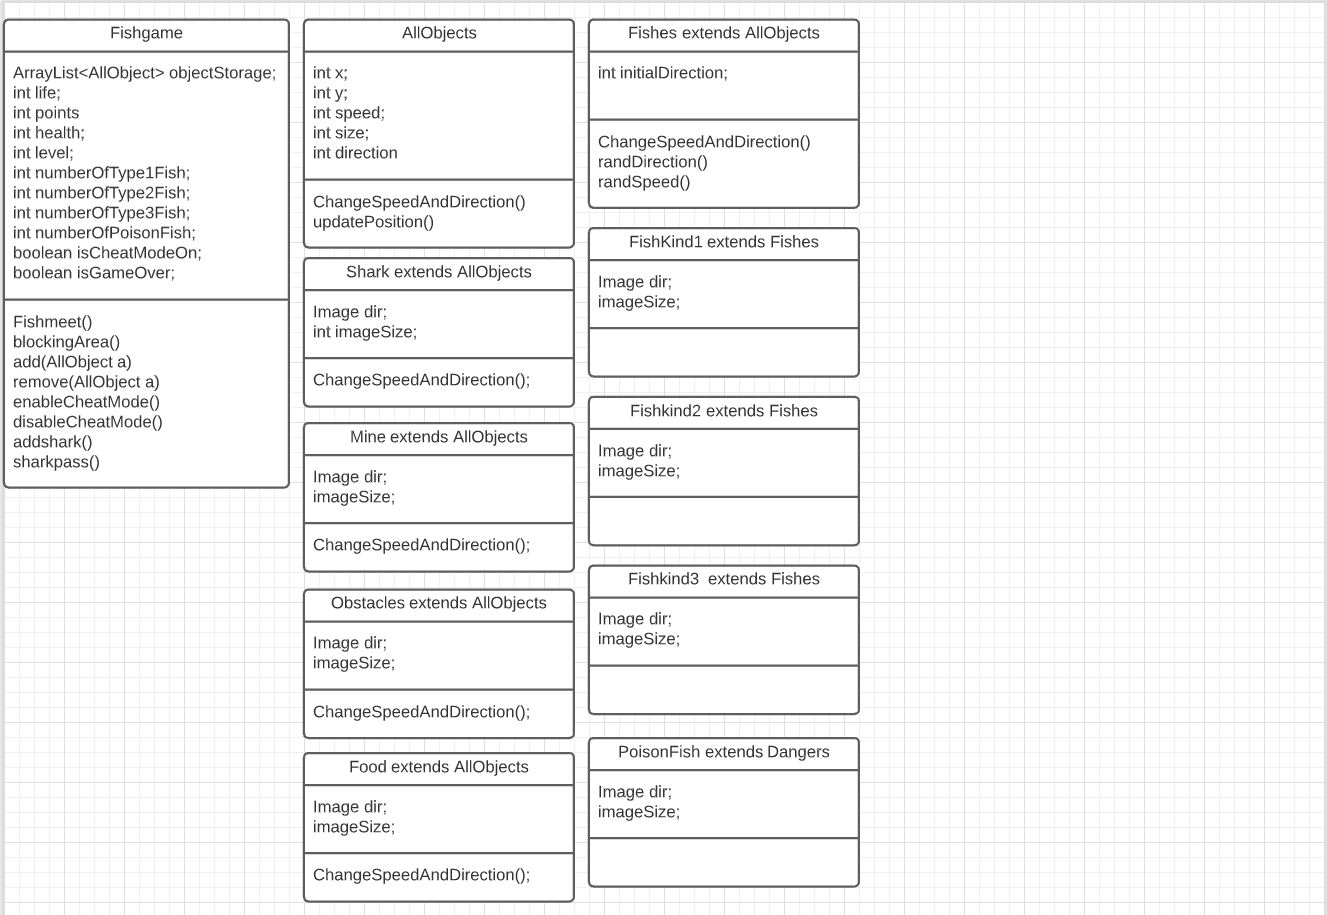 Fishgame
ArrayList<AllObject> objectStorage;
int life;
int points
int health;
int level;
int numberOfType1Fish;
int numberOfType2Fish;
int numberOfType3Fish;
int numberOfPoisonFish;
boolean isCheatModeOn;
boolean isGameOver;
Fishmeet()
blockingArea()
add(AllObject a)
remove(AllObject a)
enableCheatMode()
disableCheatMode()
addshark()
sharkpass()
AllObjects
int x;
int y;
int speed;
int size;
int direction
ChangeSpeedAndDirection()
updatePosition()
Shark extends AllObjects
Image dir;
int imageSize;
ChangeSpeedAndDirection();
Mine extends AllObjects
Image dir;
imageSize;
ChangeSpeedAndDirection();
Obstacles extends AllObjects
Image dir;
imageSize;
ChangeSpeedAndDirection();
Food extends AllObjects
Image dir;
imageSize;
ChangeSpeedAndDirection();
Fishes extends AllObjects
int initialDirection;
ChangeSpeedAndDirection()
randDirection()
randSpeed()
FishKind1 extends Fishes
Image dir;
imageSize;
Fishkind2 extends Fishes
Image dir;
imageSize;
Fishkind3  extends Fishes
Image dir;
imageSize;
PoisonFish extends Dangers
Image dir;
imageSize;